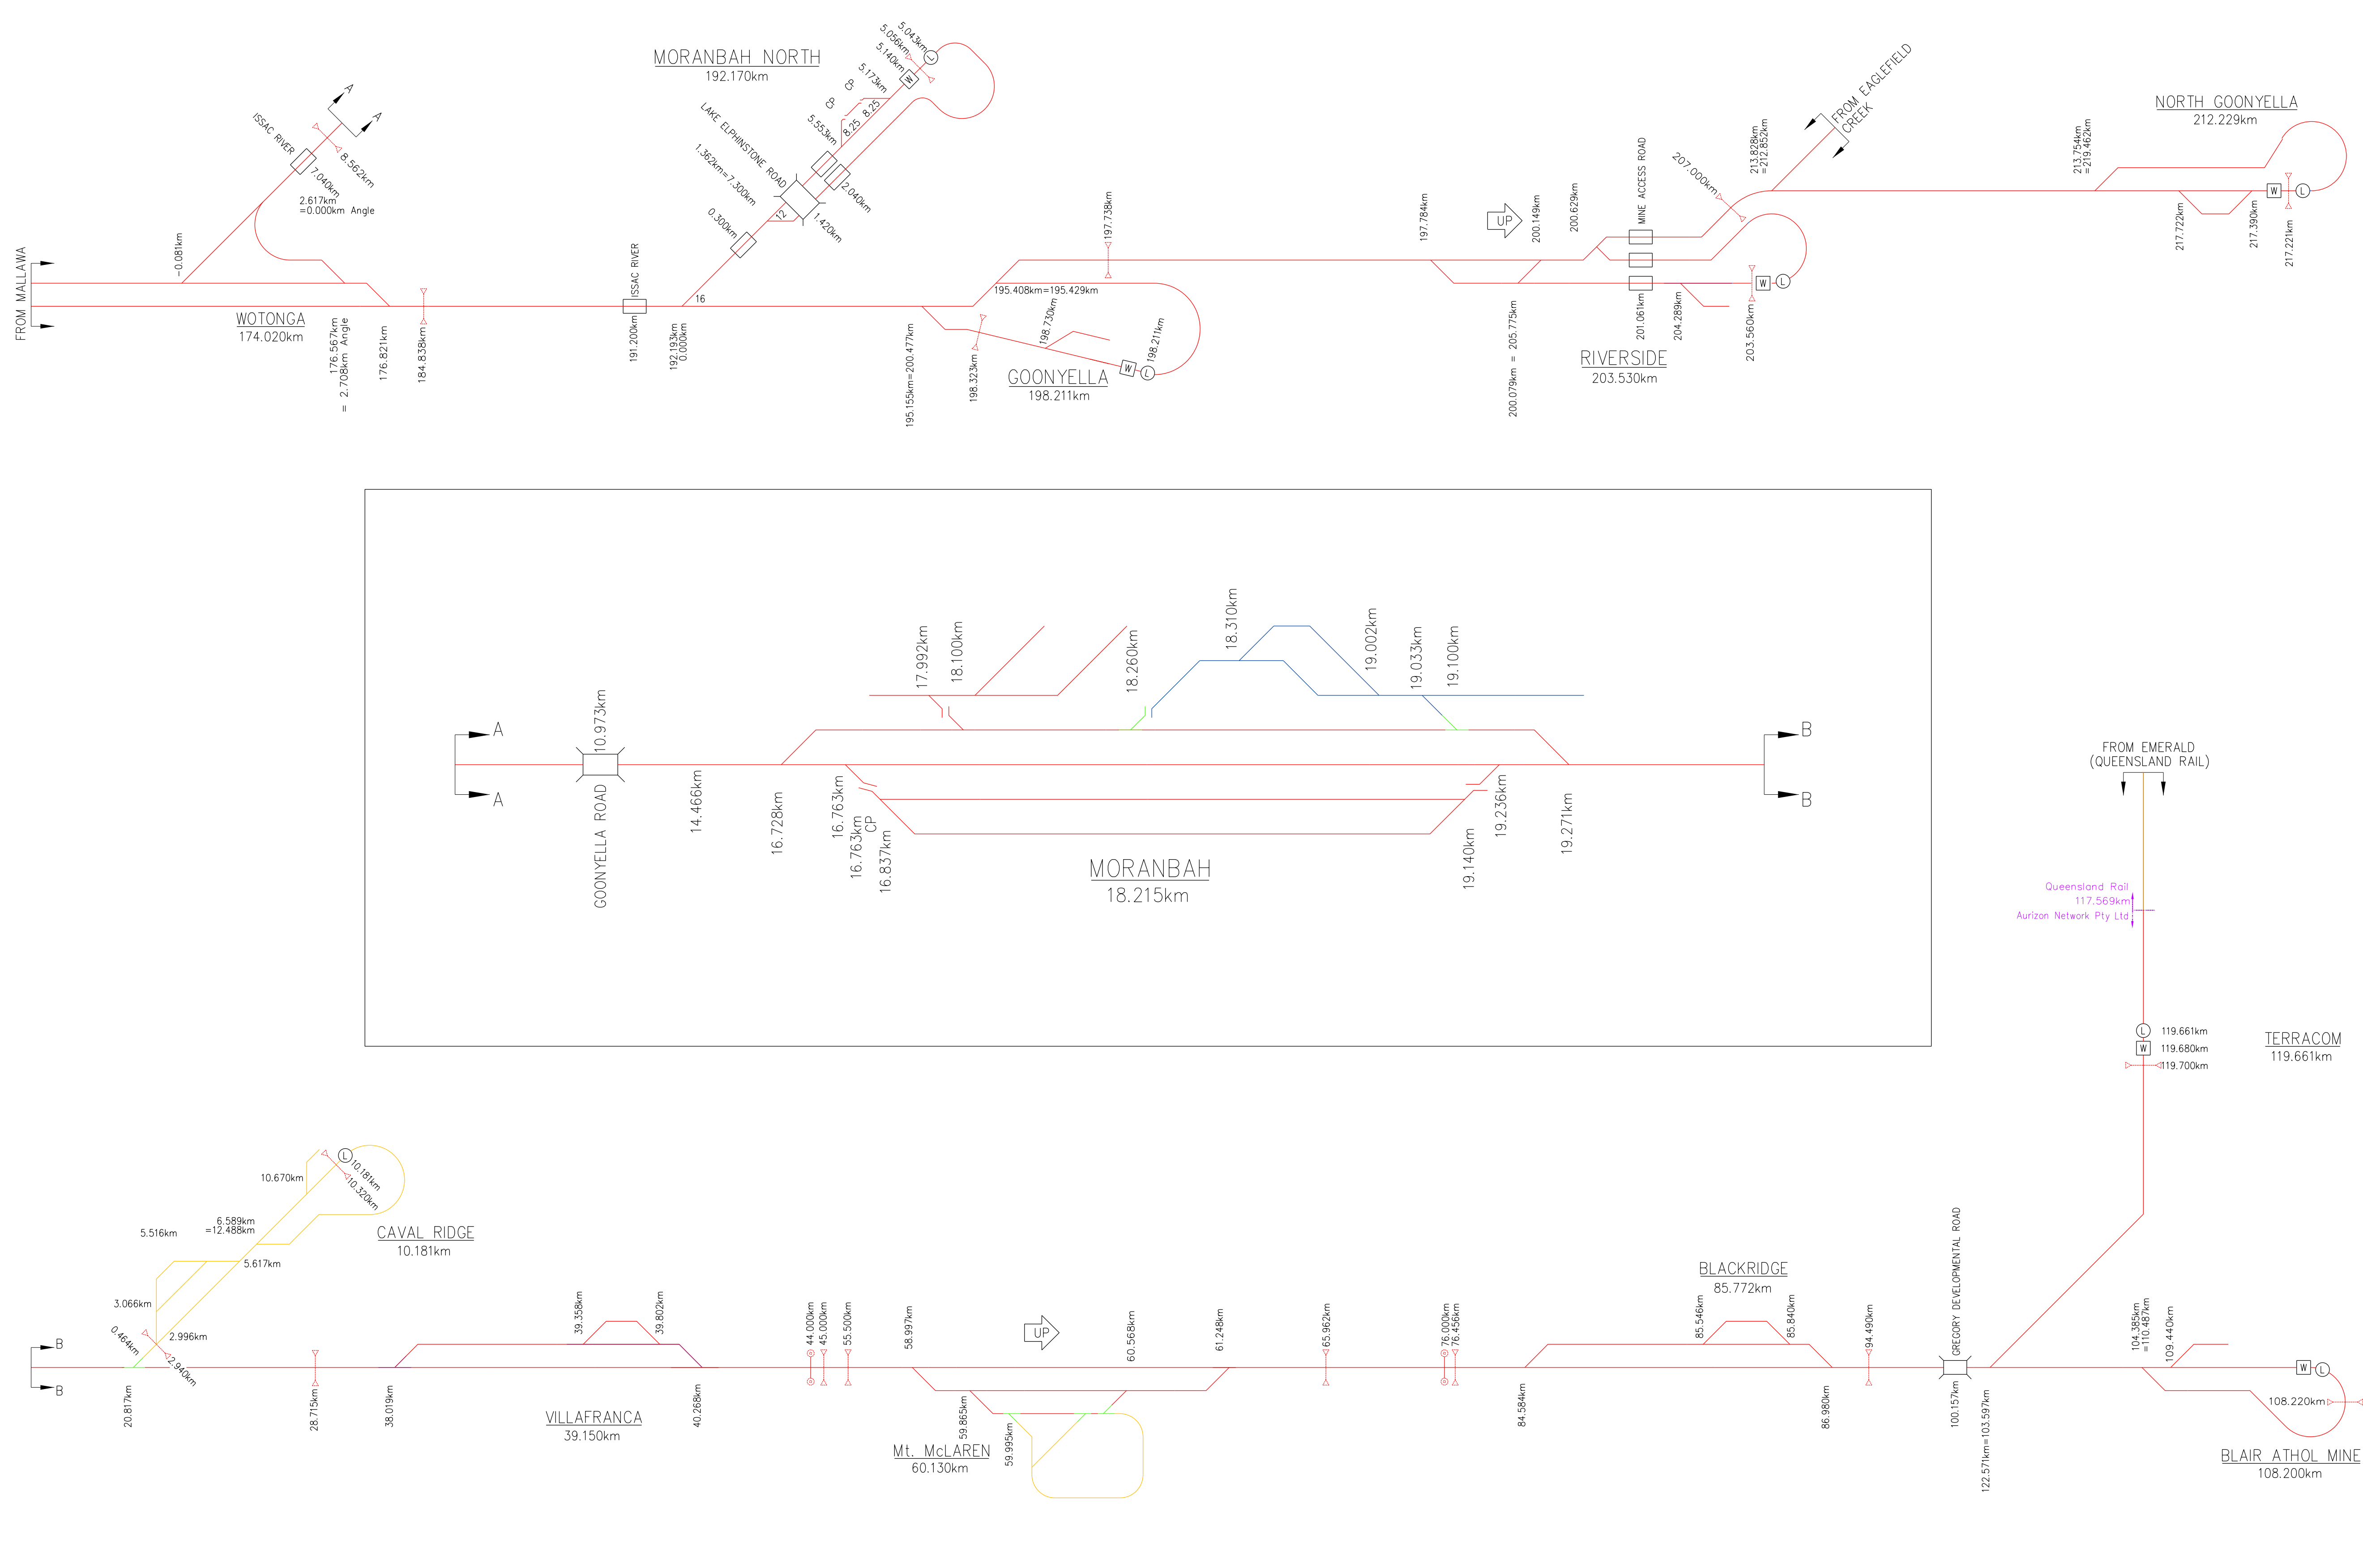 MORANBAH NORTH
192.170km
5.043km
5.056km
5.140km
L
W
5.173km
CP
CP
8.25
8.25
5.553km
LAKE ELPHINSTONE ROAD
1.362km=7.300km
12
2.040km
1.420km
0.300km
A
A
ISSAC RIVER
8.562km
7.040km
2.617km
=0.000km Angle
-0.081km
FROM MALLAWA
WOTONGA
174.020km
176.567km
= 2.708km Angle
176.821km
184.838km
ISSAC RIVER
191.200km
16
192.193km
0.000km
195.155km=200.477km
195.408km=195.429km
198.323km
198.730km
198.211km
W
L
GOONYELLA
198.211km
197.738km
197.784km
UP
200.149km
200.629km
200.079km = 205.775km
MINE ACCESS ROAD
201.061km
204.289km
203.560km
W
L
RIVERSIDE
203.530km
207.000km
213.828km
=212.852km
FROM EAGLEFIELD
CREEK
213.754km
=219.462km
NORTH GOONYELLA
212.229km
W
L
217.722km
217.390km
217.221km
A
A
GOONYELLA ROAD
10.973km
14.466km
16.728km
16.763km
16.763km
CP
16.837km
17.992km
18.100km
18.260km
18.310km
19.002km
19.033km
19.100km
19.140km
19.236km
19.271km
B
B
MORANBAH
18.215km
FROM EMERALD
(QUEENSLAND RAIL)
Queensland Rail
117.569km
Aurizon Network Pty Ltd
L
119.661km
W
119.680km
119.700km
TERRACOM
119.661km
L
10.181km
10.320km
10.670km
6.589km
=12.488km
5.516km
5.617km
CAVAL RIDGE
10.181km
3.066km
2.996km
0.464km
2.940km
B
B
20.817km
28.715km
38.019km
39.358km
39.802km
40.268km
VILLAFRANCA
39.150km
44.000km
45.000km
55.500km
58.997km
UP
60.568km
61.248km
59.865km
59.995km
Mt. McLAREN
60.130km
65.962km
76.000km
76.456km
84.584km
BLACKRIDGE
85.772km
85.546km
85.840km
86.980km
94.490km
GREGORY DEVELOPMENTAL ROAD
100.157km
122.571km=103.597km
104.385km
=110.487km
109.440km
W
L
108.220km
BLAIR ATHOL MINE
108.200km